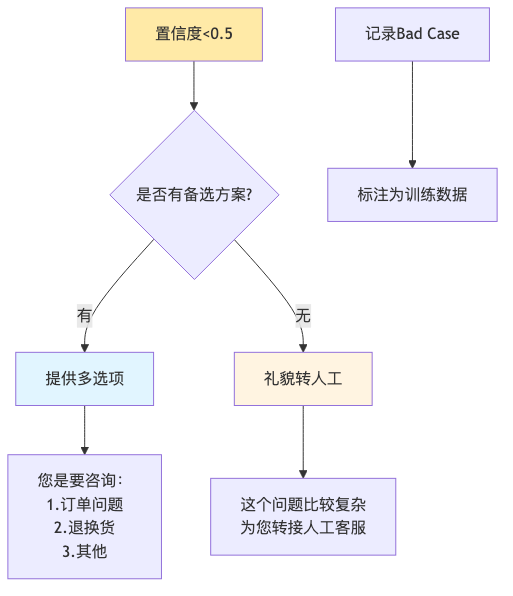 置信度<0.5
记录Bad Case
是否有备选方案?
标注为训练数据
有
无
提供多选项
礼貌转人工
您是要咨询：
1.订单问题
2.退换货
3.其他
这个问题比较复杂
为您转接人工客服